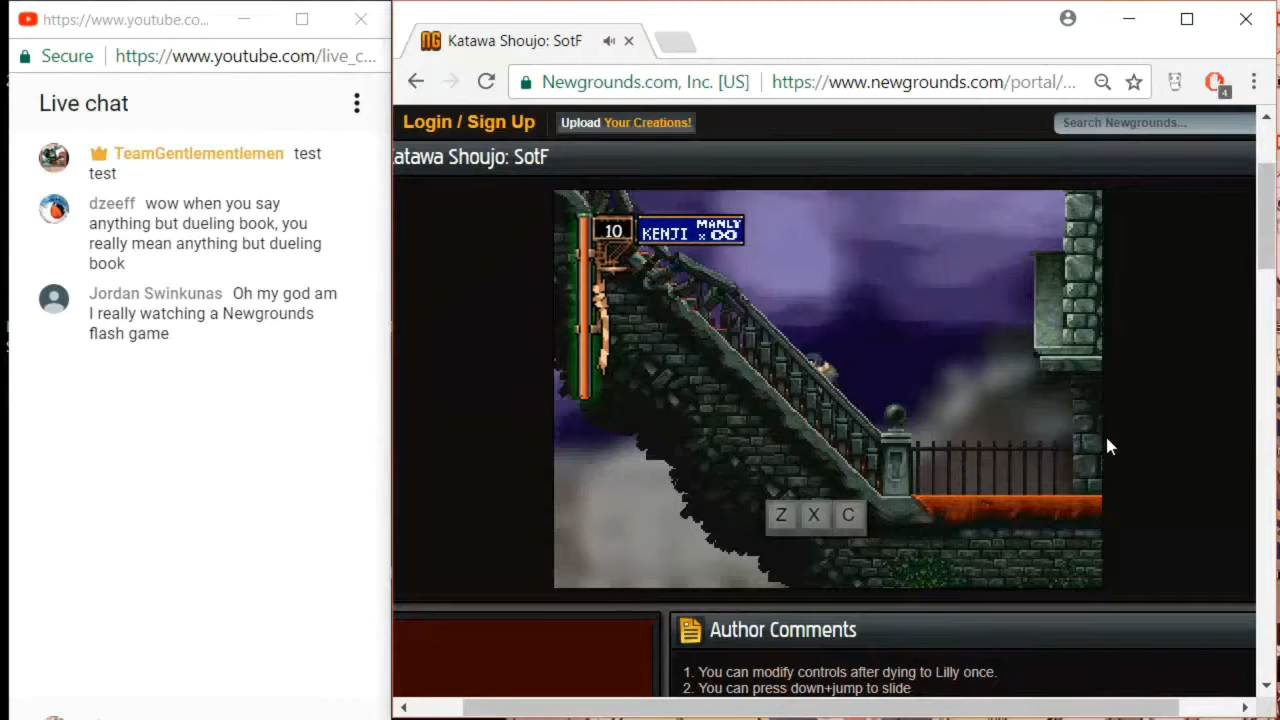 https://www.youtube.co...
Secure https://www.youtube.com/live_c...
Live chat
TeamGentlementlemen test
test
dzeeff wow when you say
anything but dueling book, you
really mean anything but dueling
book
Jordan Swinkunas Oh my god am
I really watching a Newgrounds
flash game
NG Katawa Shoujo: SotF
Newgrounds.com, Inc. [US] https://www.newgrounds.com/portal/...
4
Login / Sign Up Upload Your Creations! Search Newgrounds...
atawa Shoujo: SotF
10 KENJI MANLY x ∞
Z X C
Author Comments
1. You can modify controls after dying to Lilly once.
2. You can press down+jump to slide